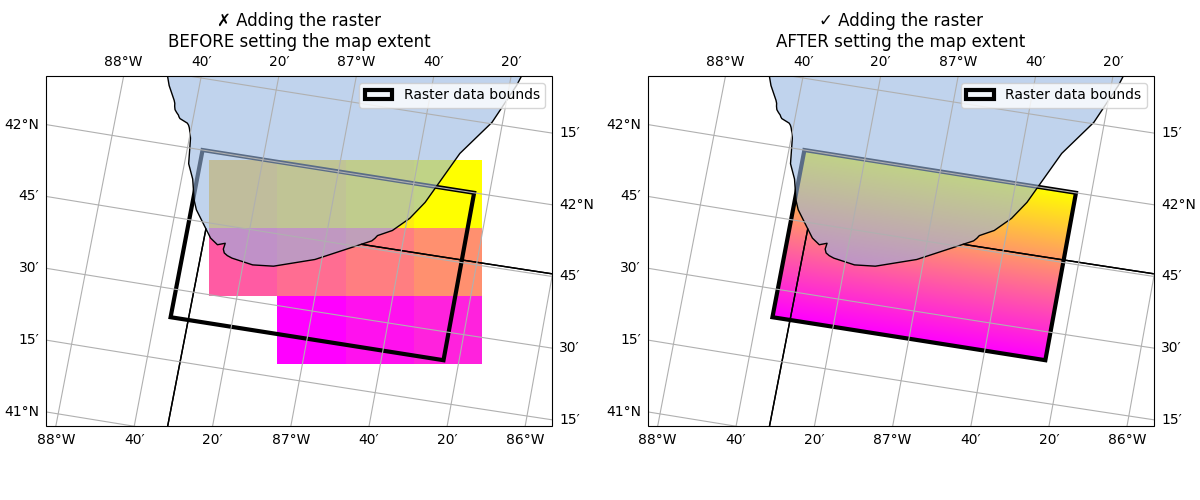 ✗ Adding the raster
BEFORE setting the map extent
88°W 40′ 20′ 87°W 40′ 20′
Raster data bounds
42°N
45′
30′
15′
41°N
15′
42°N
45′
30′
15′
88°W 40′ 20′ 87°W 40′ 20′ 86°W
✓ Adding the raster
AFTER setting the map extent
88°W 40′ 20′ 87°W 40′ 20′
Raster data bounds
42°N
45′
30′
15′
41°N
15′
42°N
45′
30′
15′
88°W 40′ 20′ 87°W 40′ 20′ 86°W